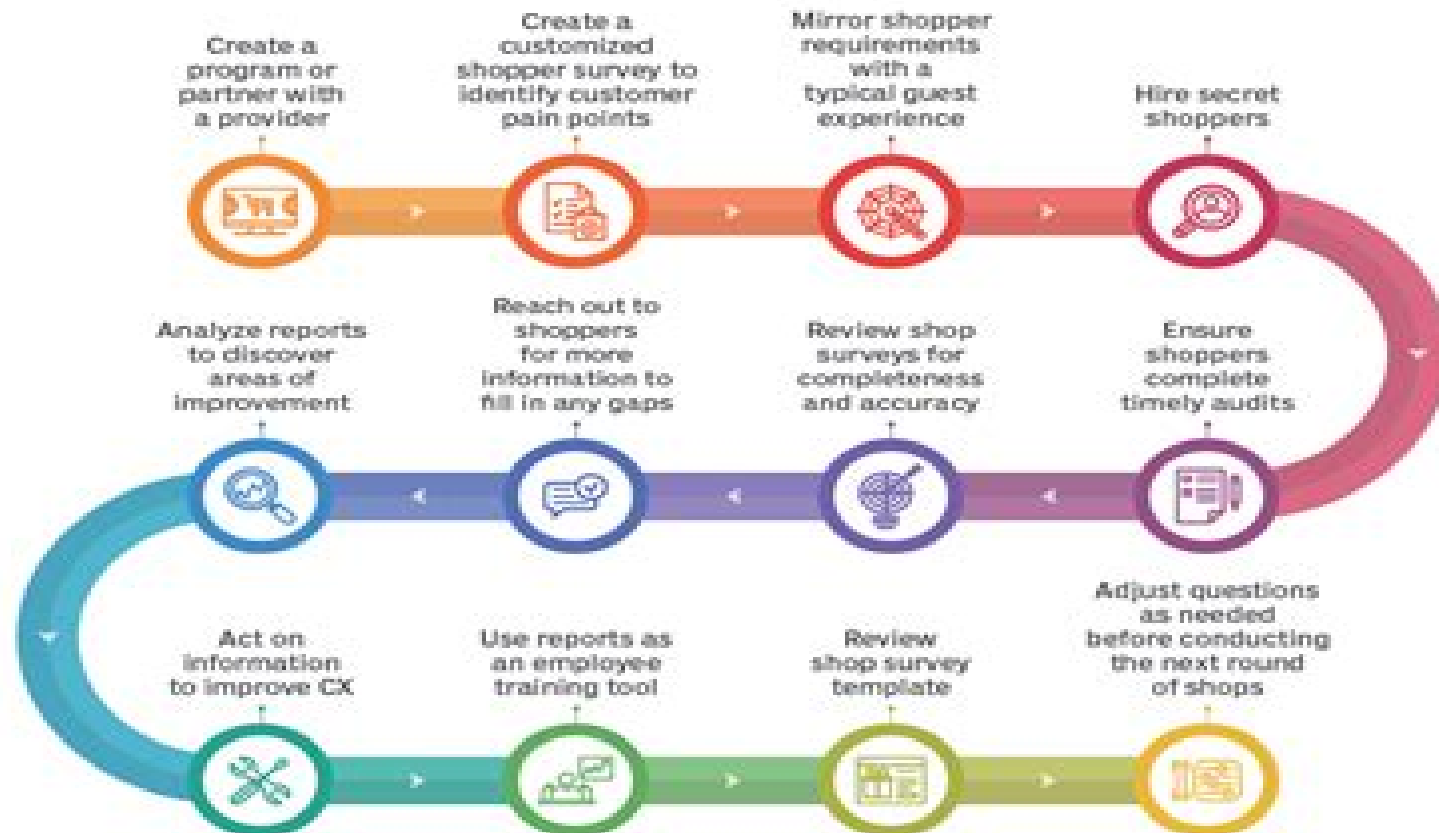 Create a
program or
partner with
a provider
Create a
customized
shopper survey to
identify customer
pain points
Mirror shopper
requirements
with a
typical guest
experience
Hire secret
shoppers
Ensure
shoppers
complete
timely audits
Review shop
surveys for
completeness
and accuracy
Reach out to
shoppers
for more
information to
fill in any gaps
Analyze reports
to discover
areas of
improvement
Act on
information
to improve CX
Use reports as
an employee
training tool
Review
shop survey
template
Adjust questions
as needed
before conducting
the next round
of shops